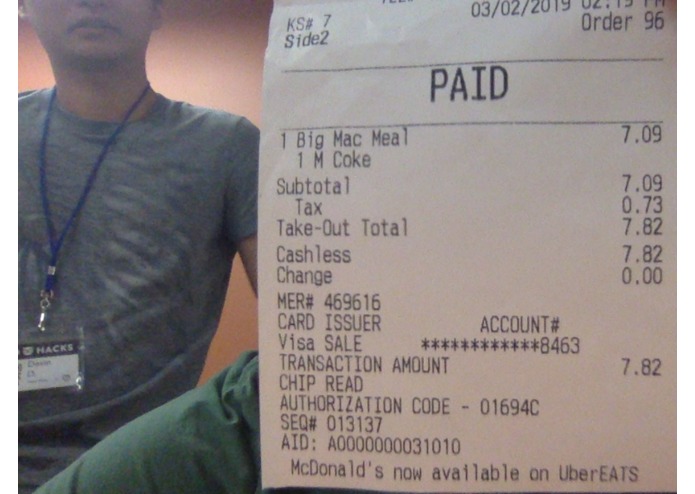 03/02/2019 02:19 PM
KS# 7
Order 96
Side2
PAID
1 Big Mac Meal 7.09
1 M Coke
Subtotal 7.09
Tax 0.73
Take-Out Total 7.82
Cashless 7.82
Change 0.00
MER# 469616
CARD ISSUER ACCOUNT#
Visa SALE ************8463
TRANSACTION AMOUNT 7.82
CHIP READ
AUTHORIZATION CODE - 01694C
SEQ# 013137
AID: A0000000031010
McDonald's now available on UberEATS
HACKS